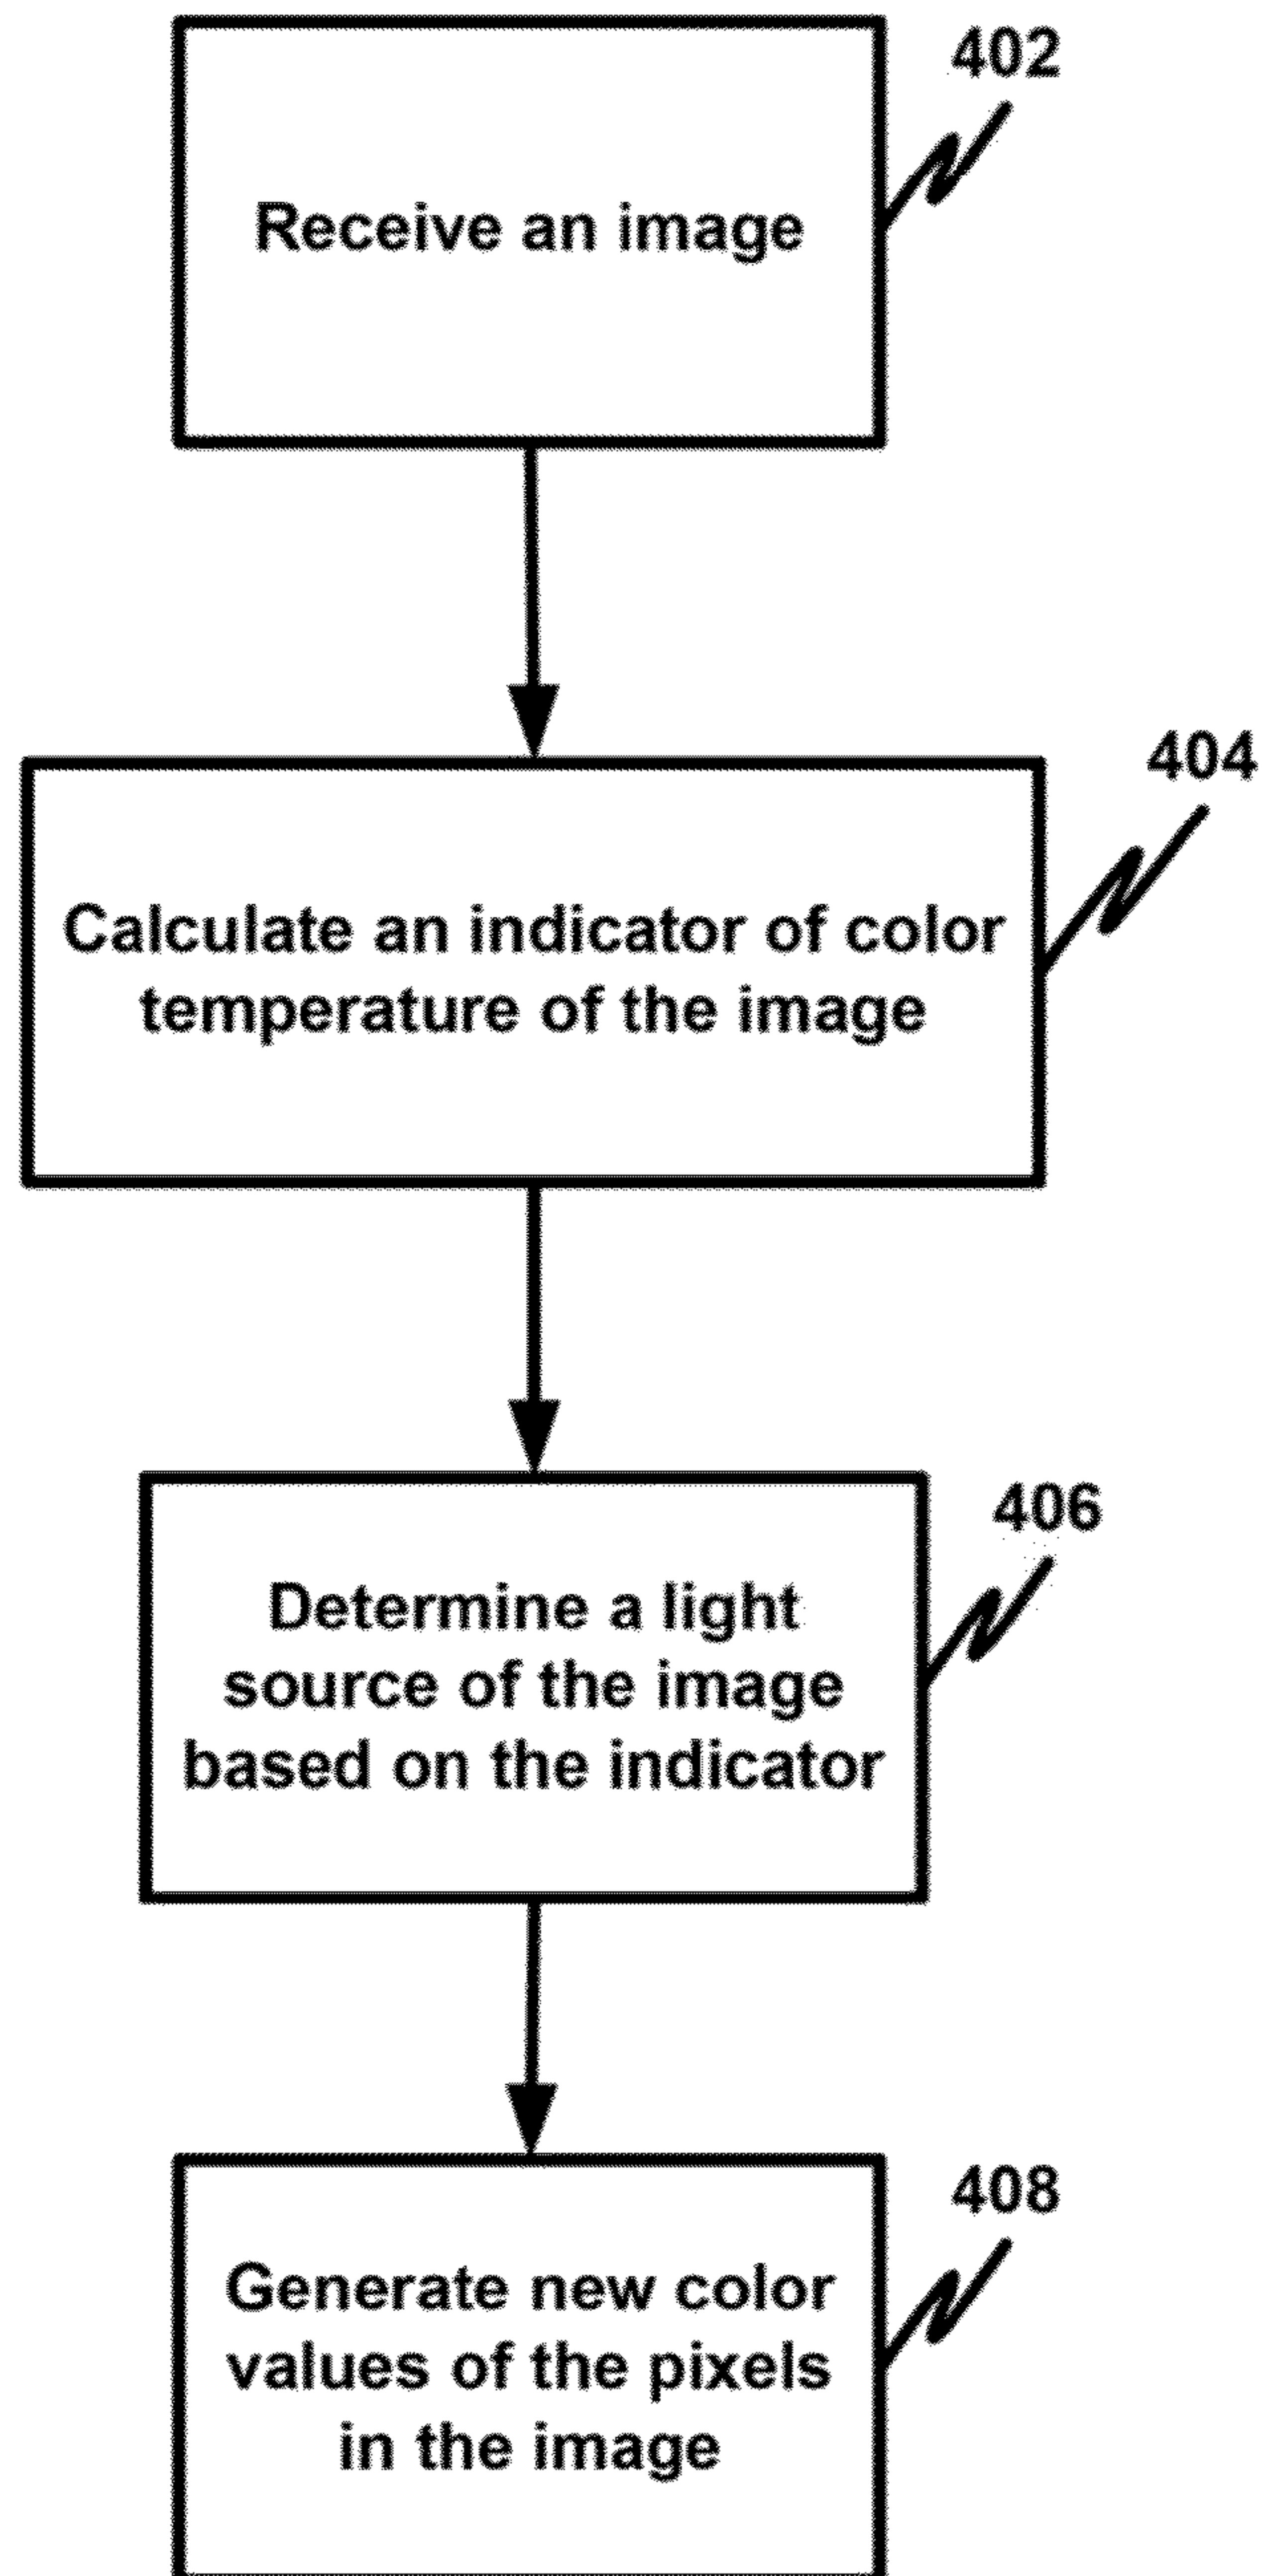 402
Receive an image
404
Calculate an indicator of color
temperature of the image
406
Determine a light
source of the image
based on the indicator
408
Generate new color
values of the pixels
in the image